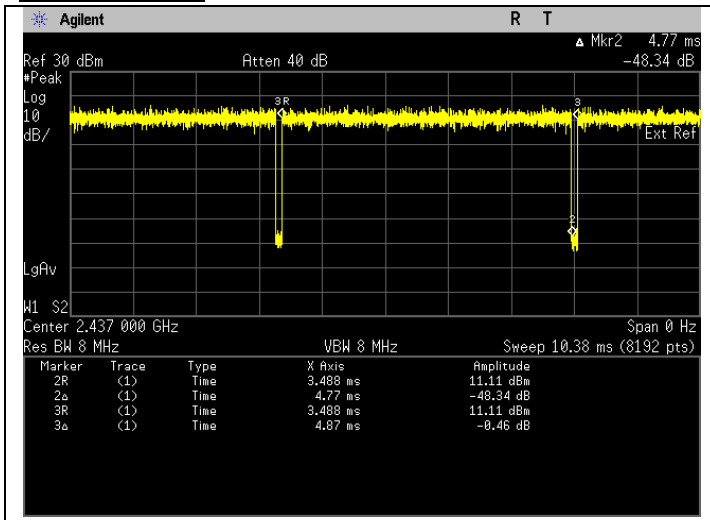 Agilent R T
Δ Mkr2 4.77 ms
Ref 30 dBm Atten 40 dB -48.34 dB
#Peak
Log
10
dB/
3R
3
Ext Ref
2
LgAv
W1 S2
Center 2.437 000 GHz Span 0 Hz
Res BW 8 MHz VBW 8 MHz Sweep 10.38 ms (8192 pts)
Marker Trace Type X Axis Amplitude
2R (1) Time 3.488 ms 11.11 dBm
2Δ (1) Time 4.77 ms -48.34 dB
3R (1) Time 3.488 ms 11.11 dBm
3Δ (1) Time 4.87 ms -0.46 dB